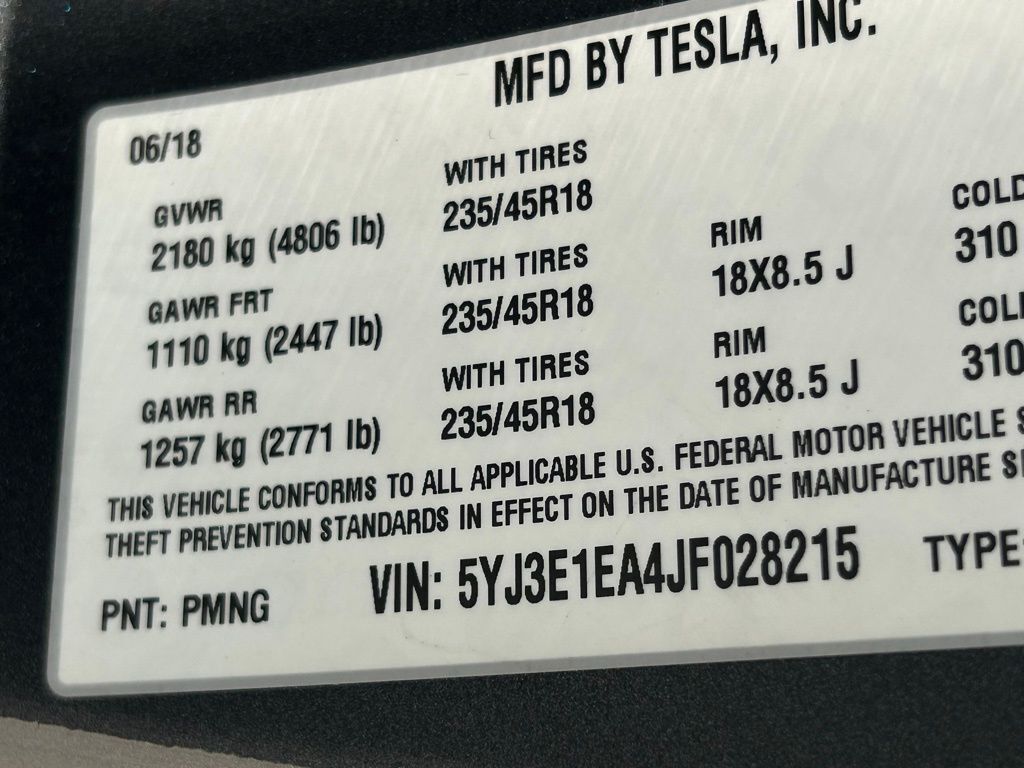 MFD BY TESLA, INC.
06/18
GVWR WITH TIRES
2180 kg (4806 lb) 235/45R18
GAWR FRT WITH TIRES RIM COLD
1110 kg (2447 lb) 235/45R18 18X8.5 J 310
GAWR RR WITH TIRES RIM
1257 kg (2771 lb) 235/45R18 18X8.5 J 310
THIS VEHICLE CONFORMS TO ALL APPLICABLE U.S. FEDERAL MOTOR VEHICLE
THEFT PREVENTION STANDARDS IN EFFECT ON THE DATE OF MANUFACTURE
PNT: PMNG VIN: 5YJ3E1EA4JF028215 TYPE: